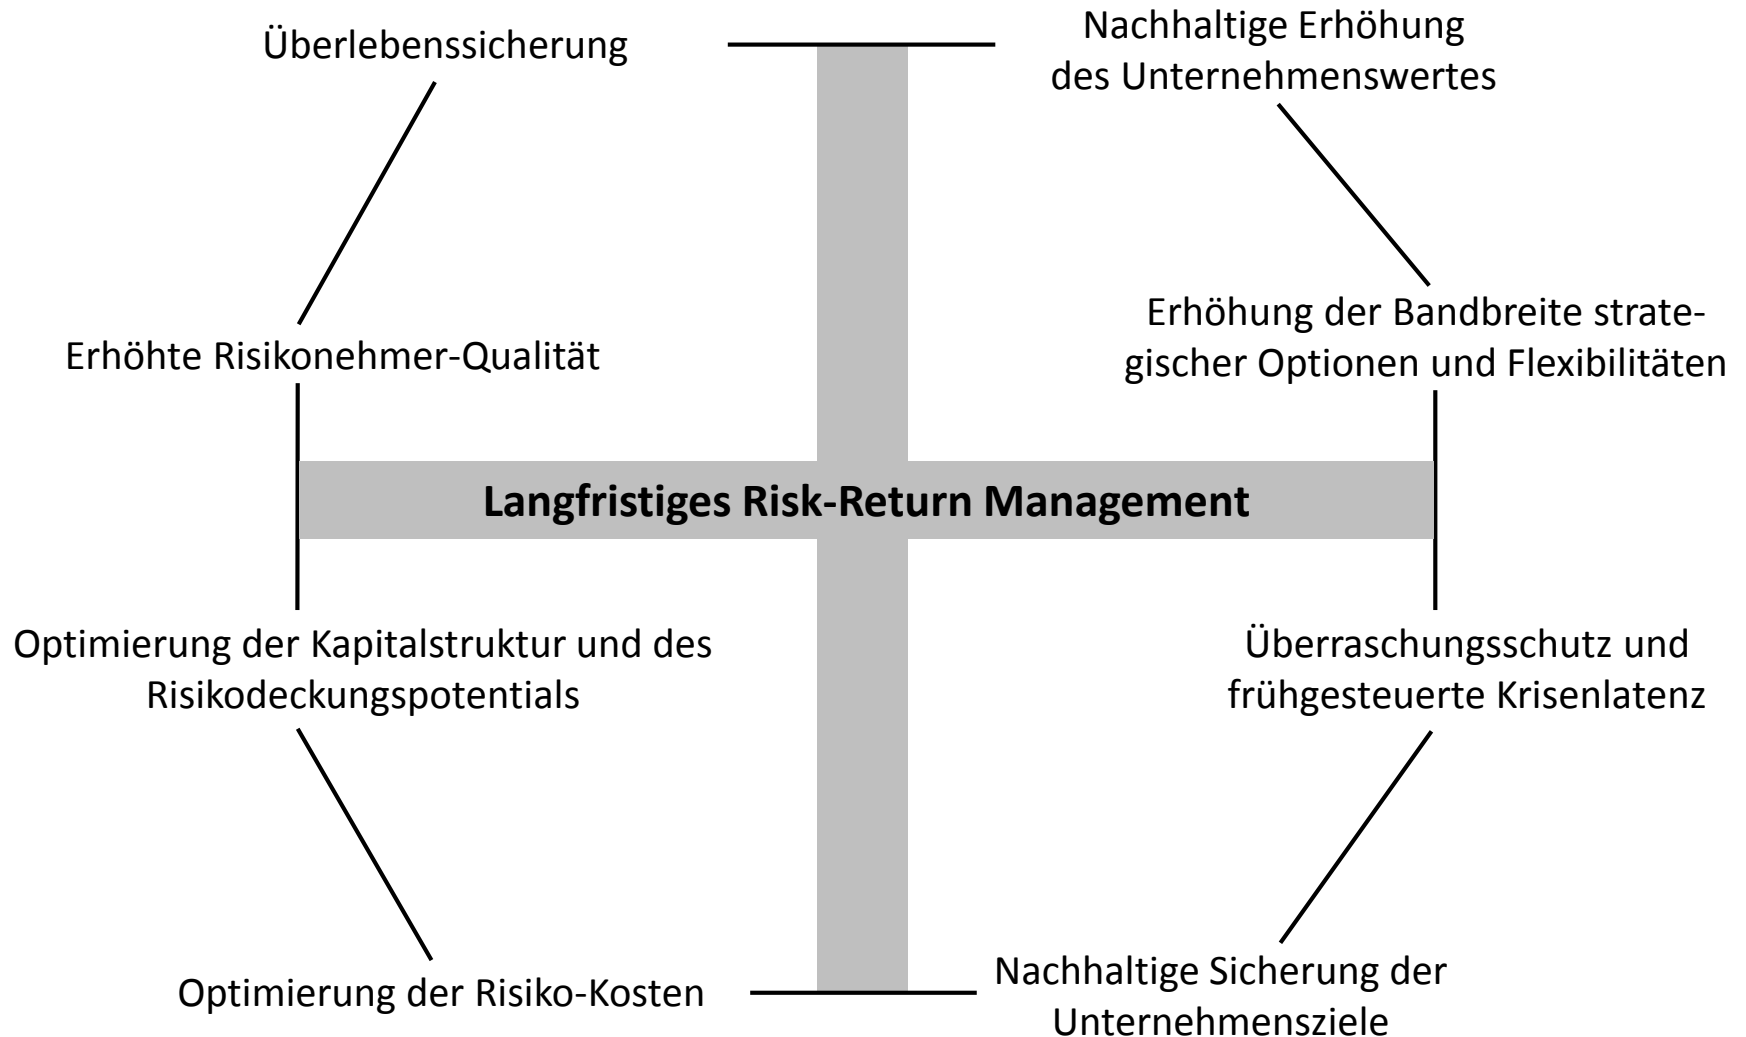 Überlebenssicherung
Nachhaltige Erhöhung
des Unternehmenswertes
Erhöhte Risikonehmer-Qualität
Erhöhung der Bandbreite strate-
gischer Optionen und Flexibilitäten
Langfristiges Risk-Return Management
Optimierung der Kapitalstruktur und des
Risikodeckungspotentials
Überraschungsschutz und
frühgesteuerte Krisenlatenz
Optimierung der Risiko-Kosten
Nachhaltige Sicherung der
Unternehmensziele